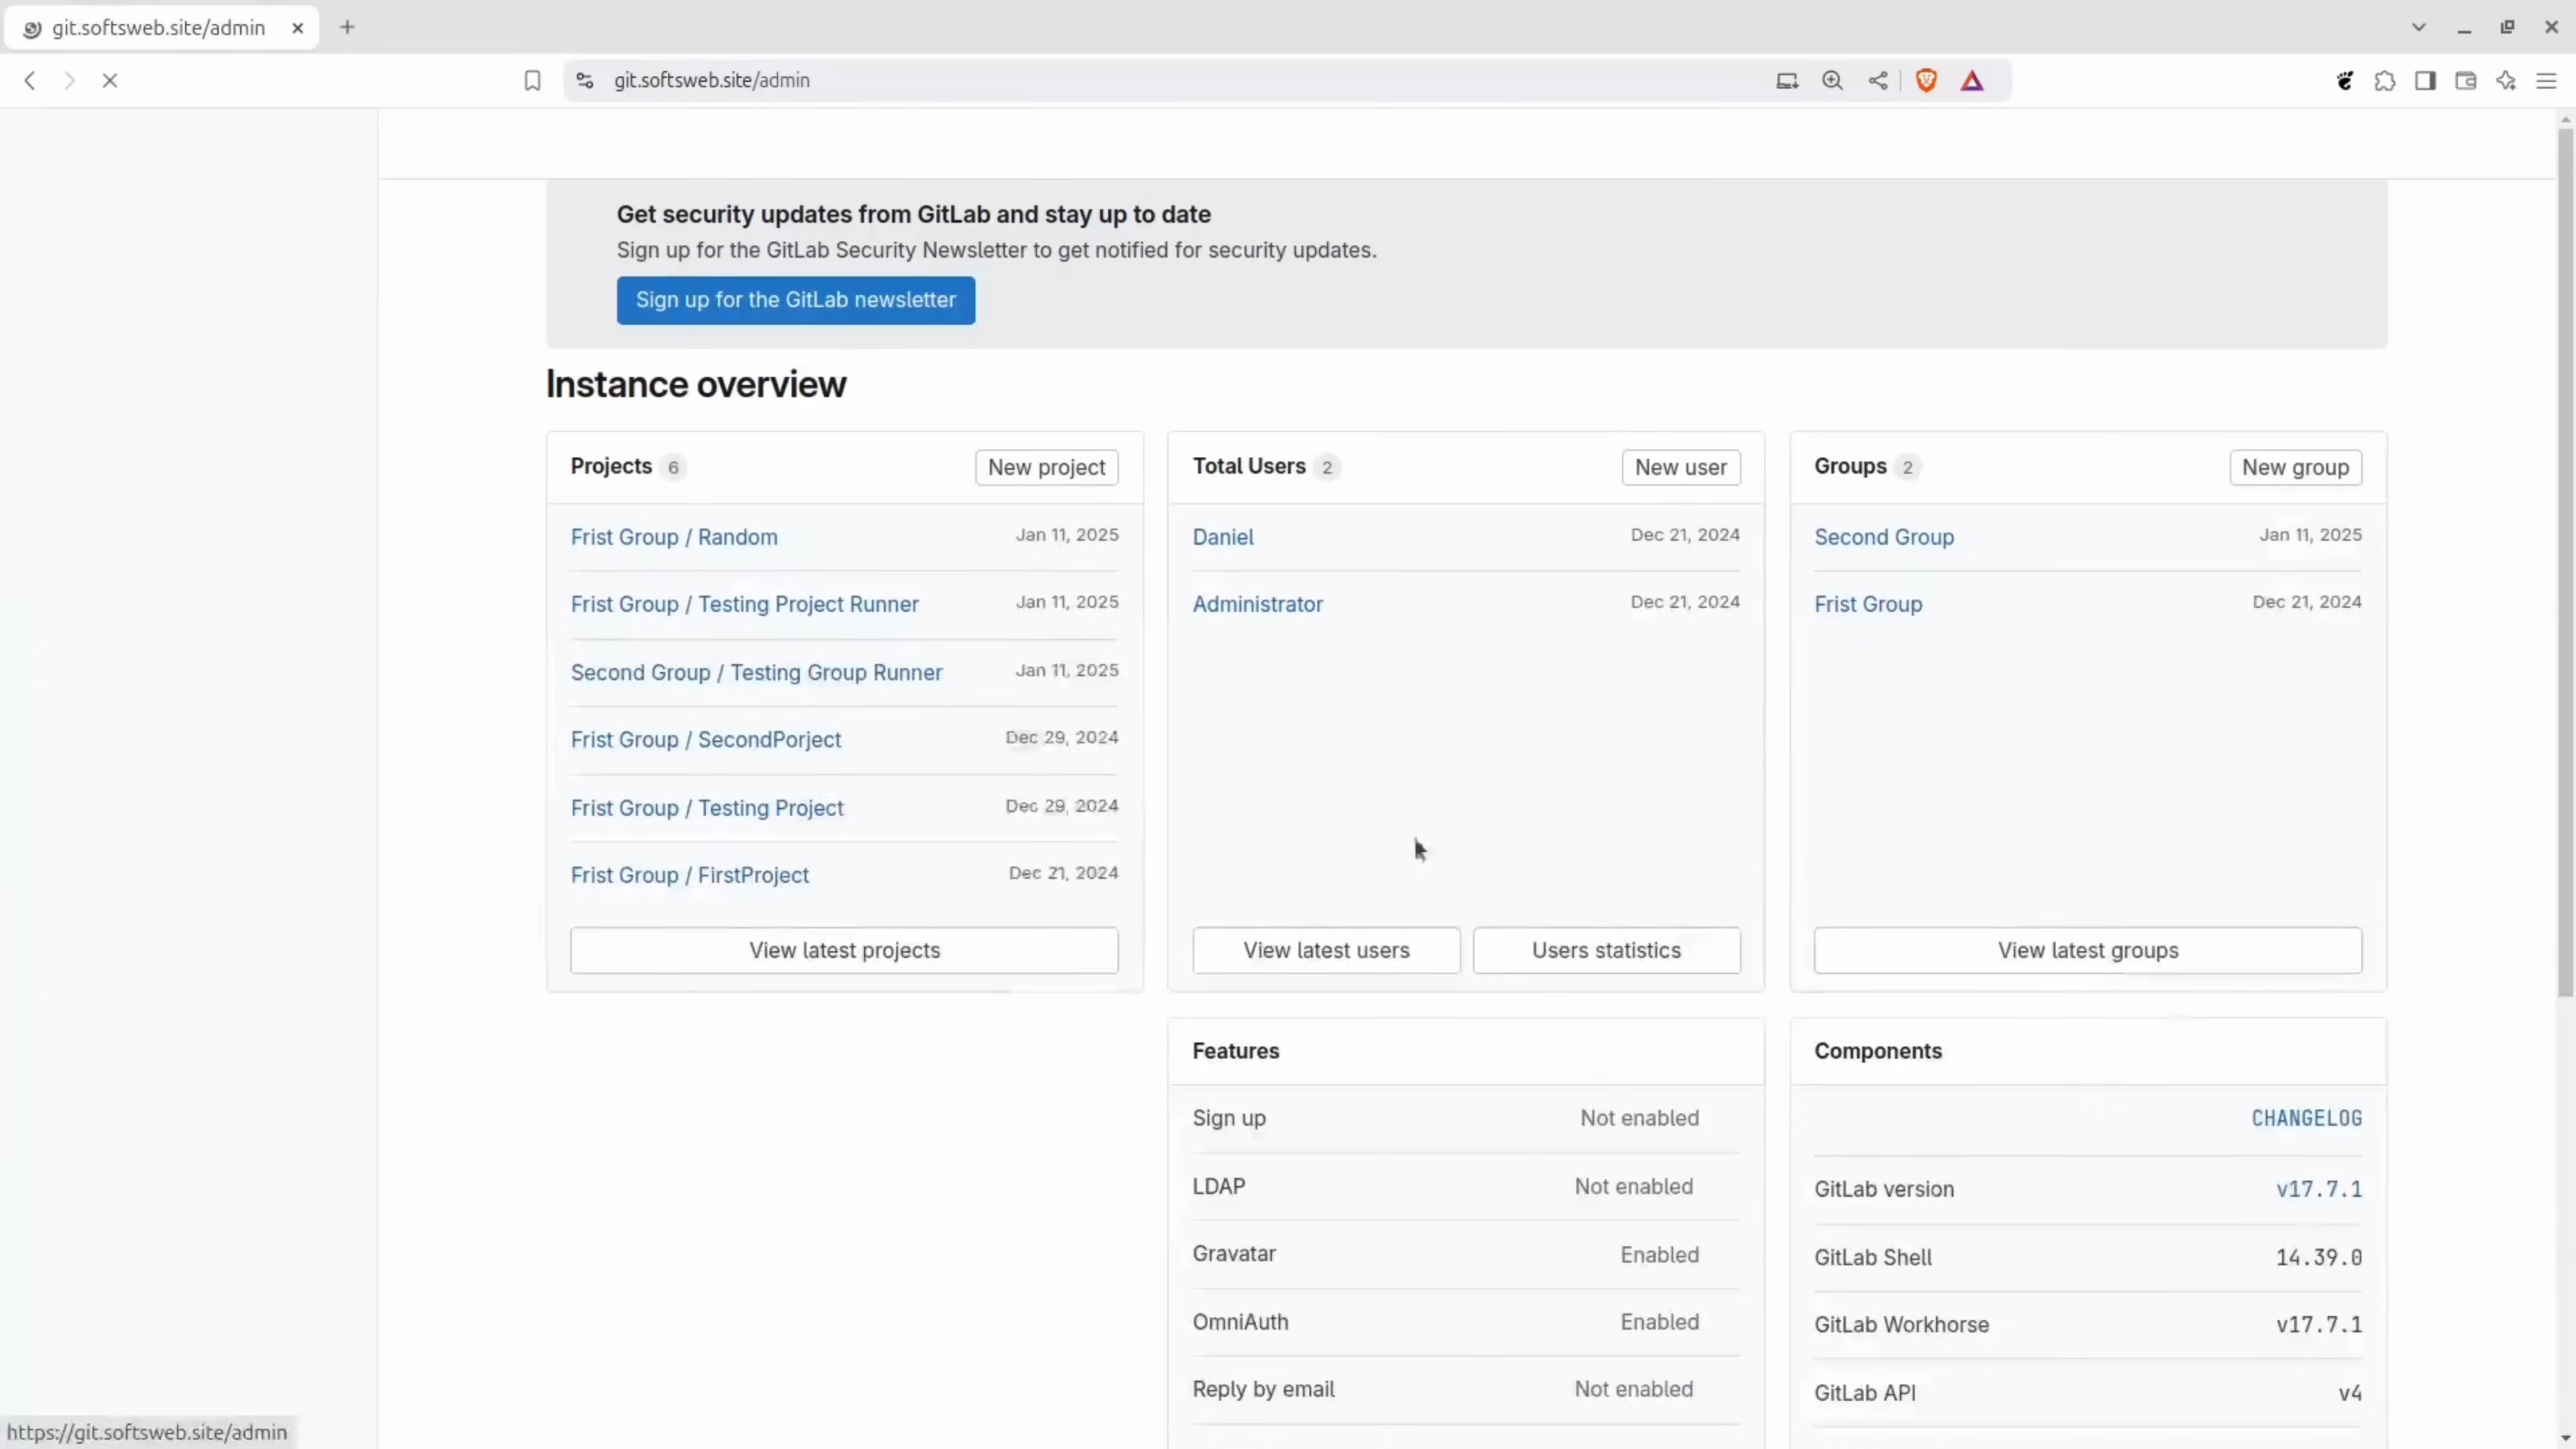 git.softsweb.site/admin
git.softsweb.site/admin
Get security updates from GitLab and stay up to date
Sign up for the GitLab Security Newsletter to get notified for security updates.
Sign up for the GitLab newsletter
Instance overview
Projects 6 New project
Frist Group / Random Jan 11, 2025
Frist Group / Testing Project Runner Jan 11, 2025
Second Group / Testing Group Runner Jan 11, 2025
Frist Group / SecondPorject Dec 29, 2024
Frist Group / Testing Project Dec 29, 2024
Frist Group / FirstProject Dec 21, 2024
View latest projects
Total Users 2 New user
Daniel Dec 21, 2024
Administrator Dec 21, 2024
View latest users Users statistics
Groups 2 New group
Second Group Jan 11, 2025
Frist Group Dec 21, 2024
View latest groups
Features
Sign up Not enabled
LDAP Not enabled
Gravatar Enabled
OmniAuth Enabled
Reply by email Not enabled
Components
CHANGELOG
GitLab version v17.7.1
GitLab Shell 14.39.0
GitLab Workhorse v17.7.1
GitLab API v4
https://git.softsweb.site/admin